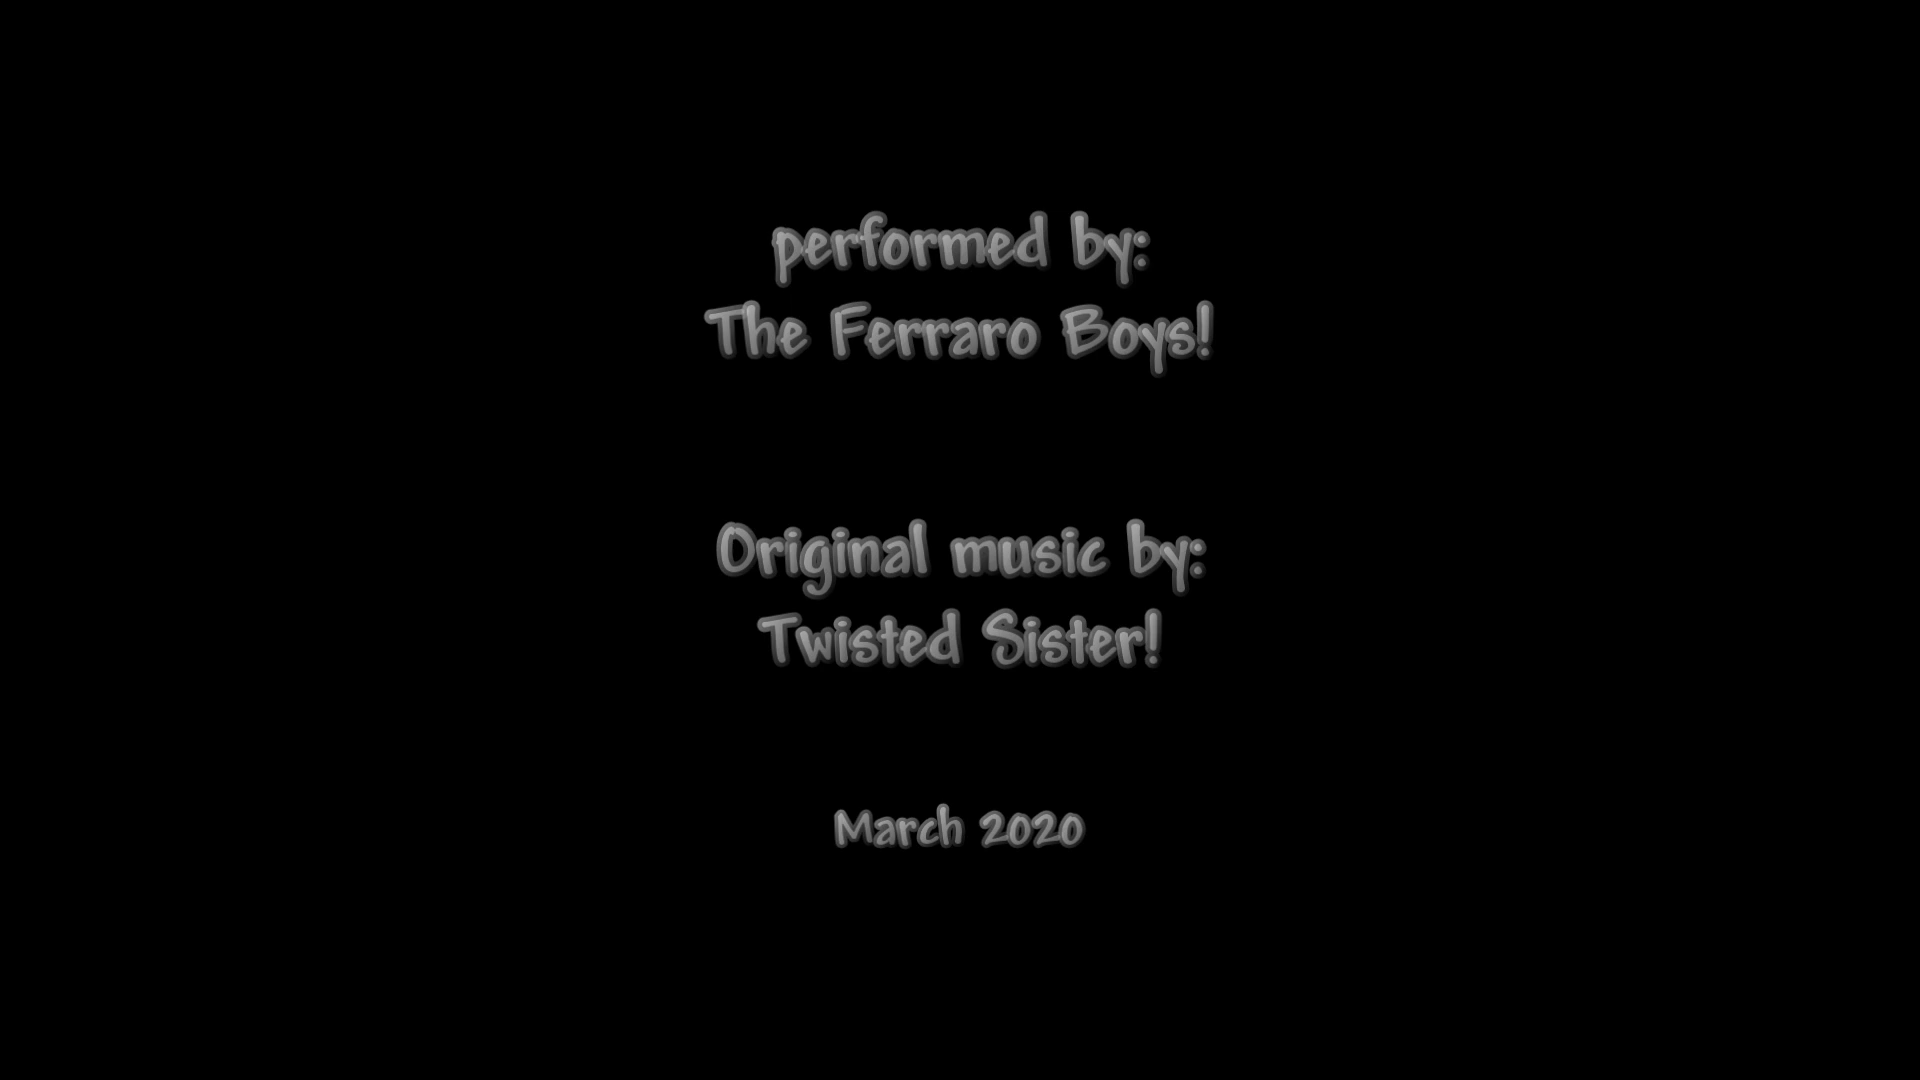 performed by:
The Ferraro Boys!
Original music by:
Twisted Sister!
March 2020